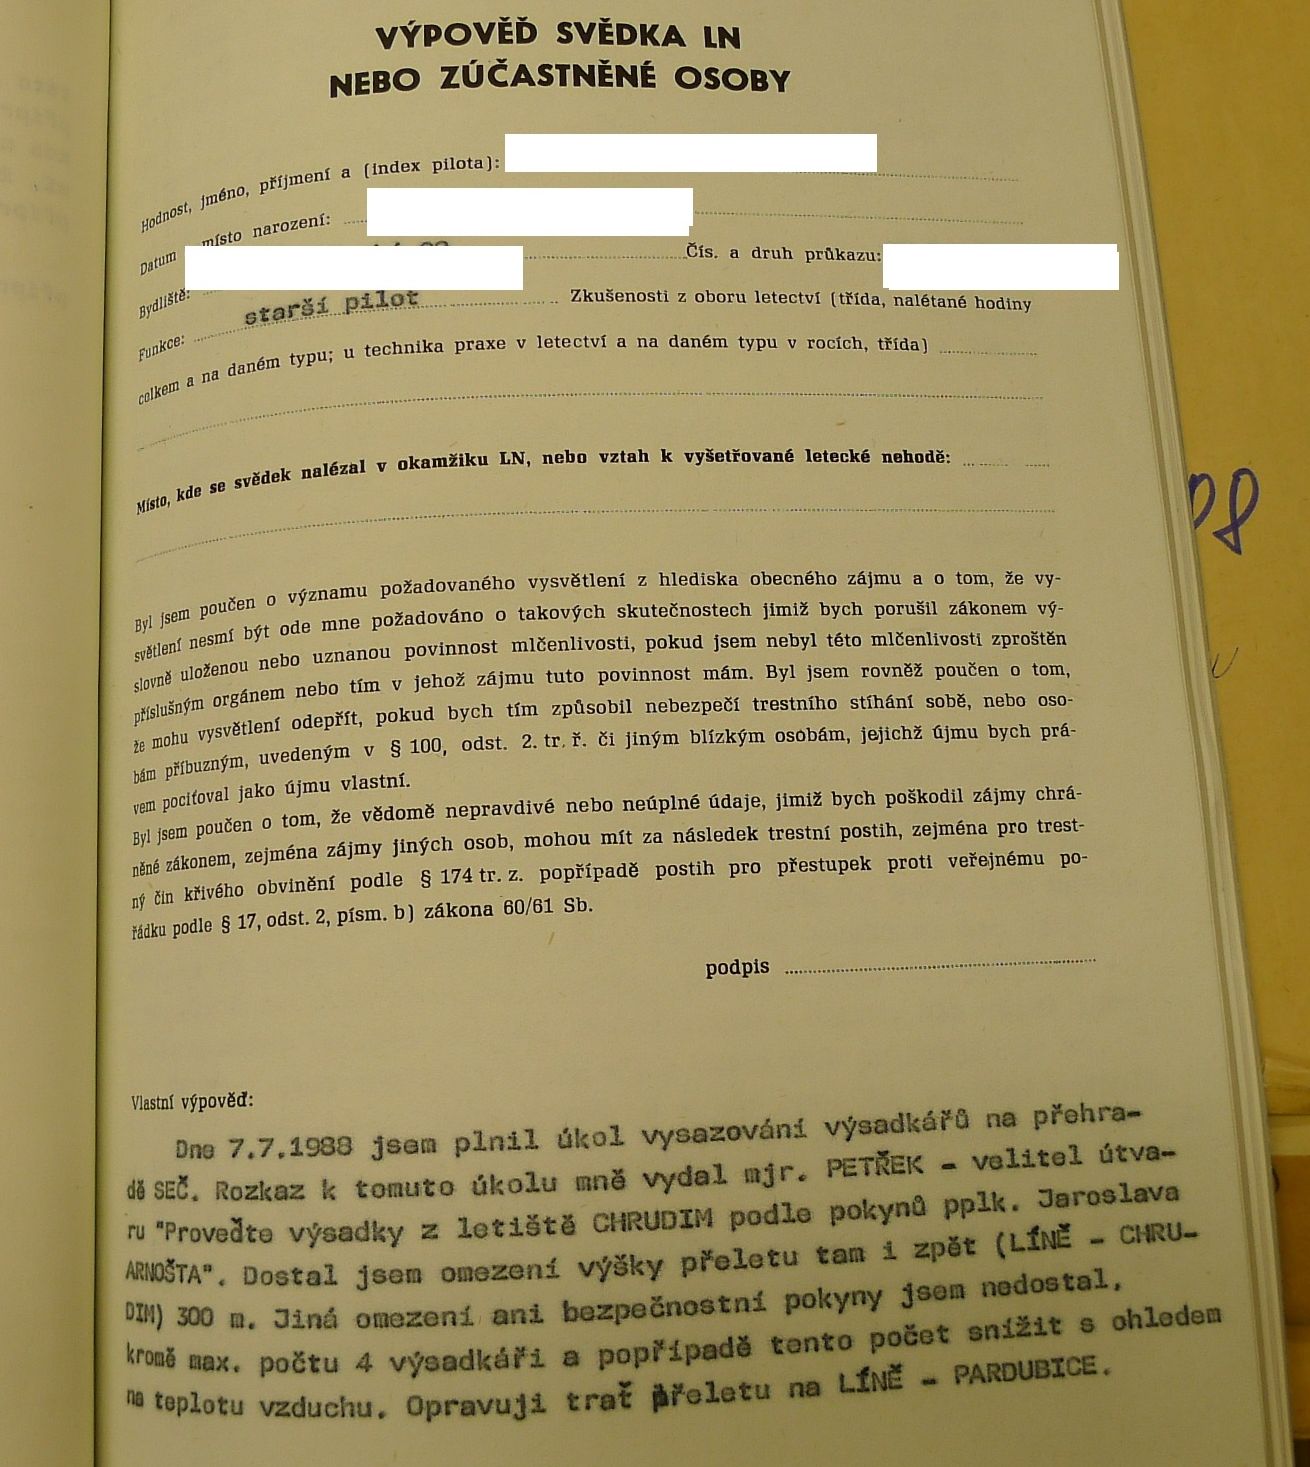 VÝPOVĚĎ SVĚDKA LN
NEBO ZÚČASTNĚNÉ OSOBY
Hodnost, jméno, příjmení a (index pilota):
Datum místo narození:
Bydliště: Čís. a druh průkazu:
Funkce: starší pilot Zkušenosti z oboru letectví (třída, nalétané hodiny
celkem a na daném typu; u technika praxe v letectví a na daném typu v rocích, třída)
Místo, kde se svědek nalézal v okamžiku LN, nebo vztah k vyšetřované letecké nehodě:
Byl jsem poučen o významu požadovaného vysvětlení z hlediska obecného zájmu a o tom, že vy-
světlení nesmí být ode mne požadováno o takových skutečnostech jimiž bych porušil zákonem vý-
slovně uloženou nebo uznanou povinnost mlčenlivosti, pokud jsem nebyl této mlčenlivosti zproštěn
příslušným orgánem nebo tím v jehož zájmu tuto povinnost mám. Byl jsem rovněž poučen o tom,
že mohu vysvětlení odepřít, pokud bych tím způsobil nebezpečí trestního stíhání sobě, nebo oso-
bám příbuzným, uvedeným v § 100, odst. 2. tr. ř. či jiným blízkým osobám, jejichž újmu bych prá-
vem pociťoval jako újmu vlastní.
Byl jsem poučen o tom, že vědomě nepravdivé nebo neúplné údaje, jimiž bych poškodil zájmy chrá-
něné zákonem, zejména zájmy jiných osob, mohou mít za následek trestní postih, zejména pro trest-
ný čin křivého obvinění podle § 174 tr. z. popřípadě postih pro přestupek proti veřejnému po-
řádku podle § 17, odst. 2, písm. b) zákona 60/61 Sb.
podpis
Vlastní výpověď:
Dne 7.7.1988 jsem plnil úkol vysazování výsadkářů na přehra-
dě SEČ. Rozkaz k tomuto úkolu mně vydal mjr. PETŘEK - velitel útva-
ru "Proveďte výsadky z letiště CHRUDIM podle pokynů pplk. Jaroslava
ARNOŠTA". Dostal jsem omezení výšky přeletu tam i zpět (LÍNĚ - CHRU-
DIM) 300 m. Jiná omezení ani bezpečnostní pokyny jsem nedostal,
kromě max. počtu 4 výsadkáři a popřípadě tento počet snížit s ohledem
na teplotu vzduchu. Opravuji trať přeletu na LÍNĚ - PARDUBICE.